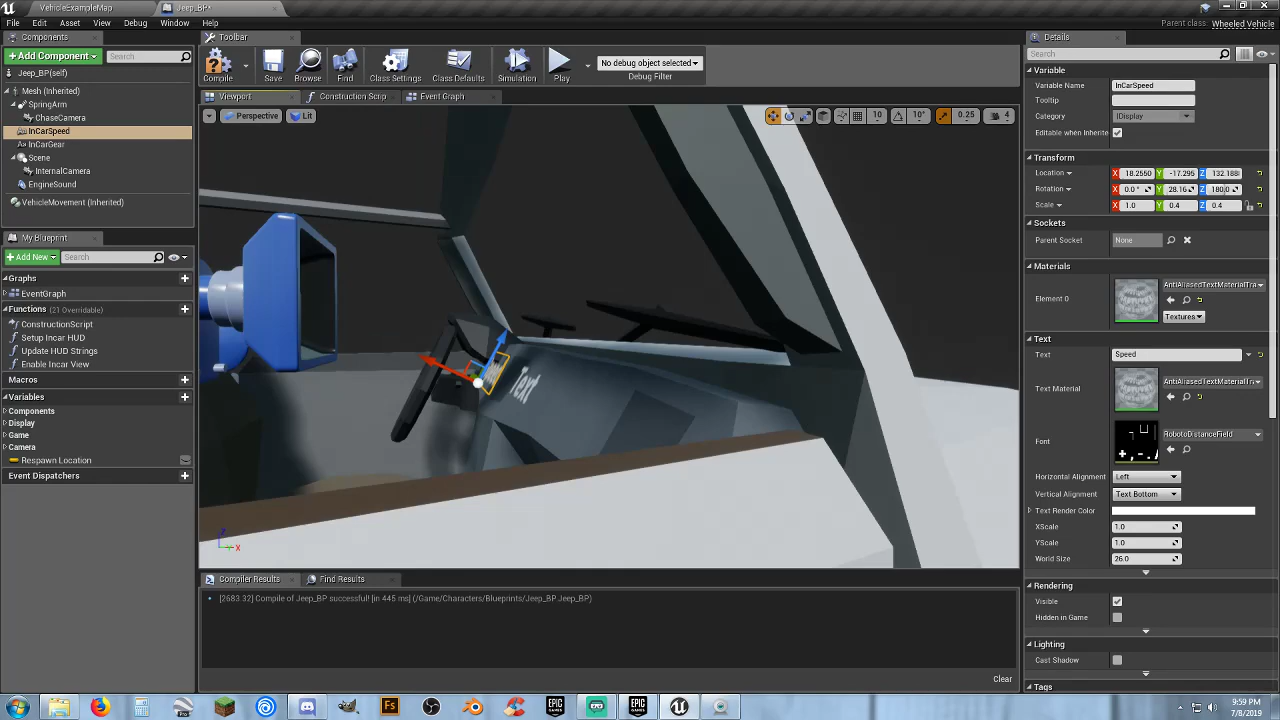 VehicleExampleMap
Jeep_BP*
File Edit Asset View Debug Window Help
Parent class: Wheeled Vehicle
Components
+ Add Component
Search
Jeep_BP(self)
Mesh (Inherited)
SpringArm
ChaseCamera
InCarSpeed
InCarGear
Scene
InternalCamera
EngineSound
VehicleMovement (Inherited)
My Blueprint
+ Add New
Search
Graphs
EventGraph
Functions (21 Overridable)
ConstructionScript
Setup Incar HUD
Update HUD Strings
Enable Incar View
Macros
Variables
Components
Display
Game
Camera
Respawn Location
Event Dispatchers
Toolbar
Compile
Save
Browse
Find
Class Settings
Class Defaults
Simulation
Play
No debug object selected
Debug Filter
Viewport
Construction Scrip
Event Graph
Perspective
Lit
10
10°
0.25
4
Text
Z
X
Compiler Results
Find Results
[2683.32] Compile of Jeep_BP successful! [in 445 ms] (/Game/Characters/Blueprints/Jeep_BP.Jeep_BP)
Clear
Details
Search
Variable
Variable Name InCarSpeed
Tooltip
Category Display
Editable when Inherite
Transform
Location X 18.2550 Y -17.295 Z 132.188
Rotation X 0.0 ° Y 28.16 Z 180.0
Scale X 1.0 Y 0.4 Z 0.4
Sockets
Parent Socket None
Materials
Element 0
AntiAliasedTextMaterialTra
Textures
Text
Text Speed
Text Material
AntiAliasedTextMaterialTra
Font
RobotoDistanceField
Horizontal Alignment Left
Vertical Alignment Text Bottom
Text Render Color
XScale 1.0
YScale 1.0
World Size 26.0
Rendering
Visible
Hidden in Game
Lighting
Cast Shadow
Tags
Pro
Fs
EPIC GAMES
EPIC GAMES
9:59 PM
7/8/2019